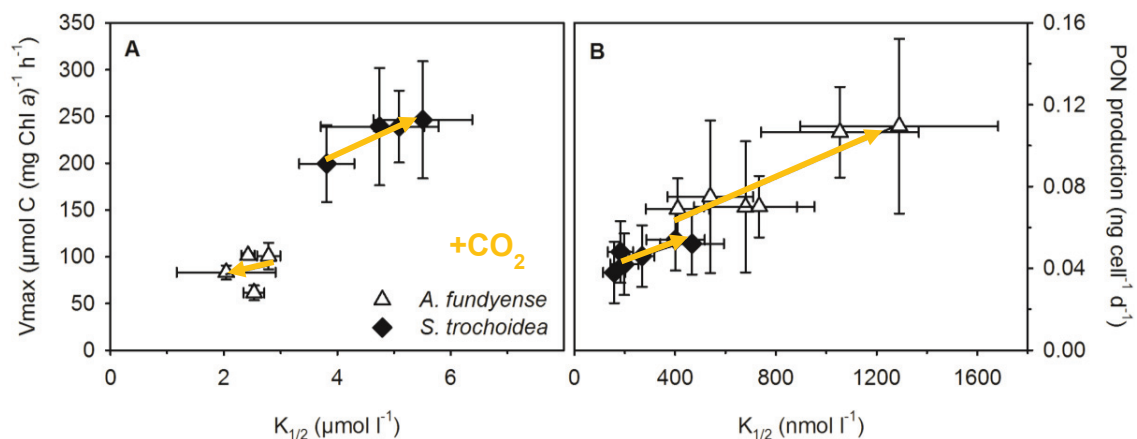 A
B
350
300
250
200
150
100
50
0
Vmax (µmol C (mg Chl a)⁻¹ h⁻¹)
+CO₂
A. fundyense
S. trochoidea
0 2 4 6
K₁/₂ (µmol l⁻¹)
0.16
0.12
0.08
0.04
0.00
PON production (ng cell⁻¹ d⁻¹)
0 400 800 1200 1600
K₁/₂ (nmol l⁻¹)